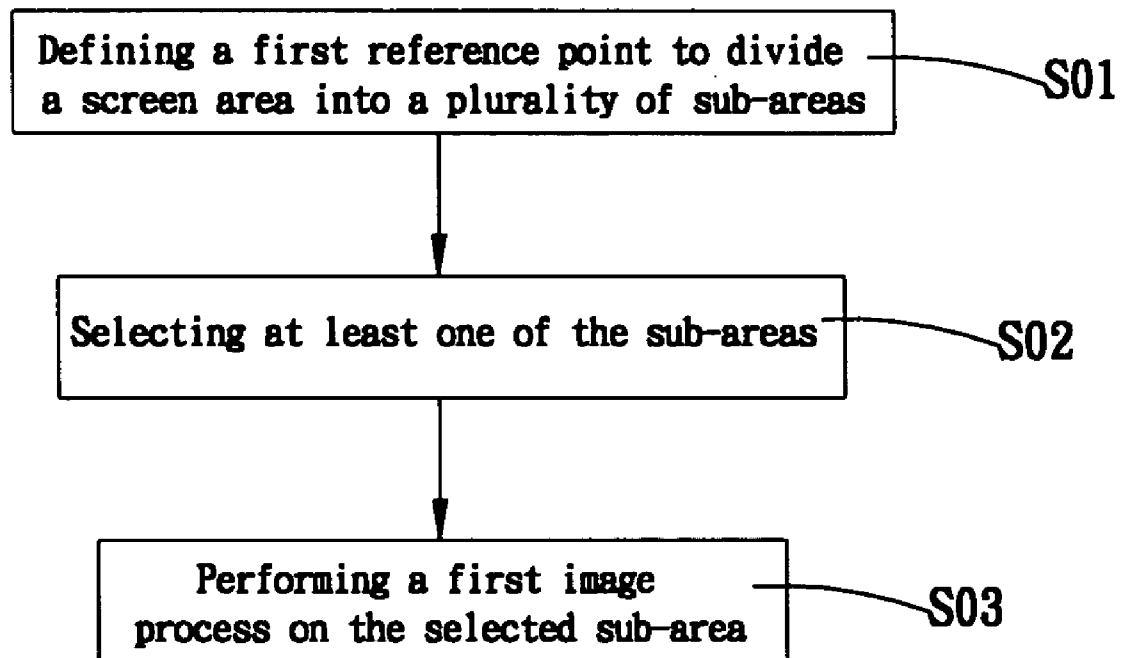 Defining a first reference point to divide
a screen area into a plurality of sub-areas
S01
Selecting at least one of the sub-areas
S02
Performing a first image
process on the selected sub-area
S03